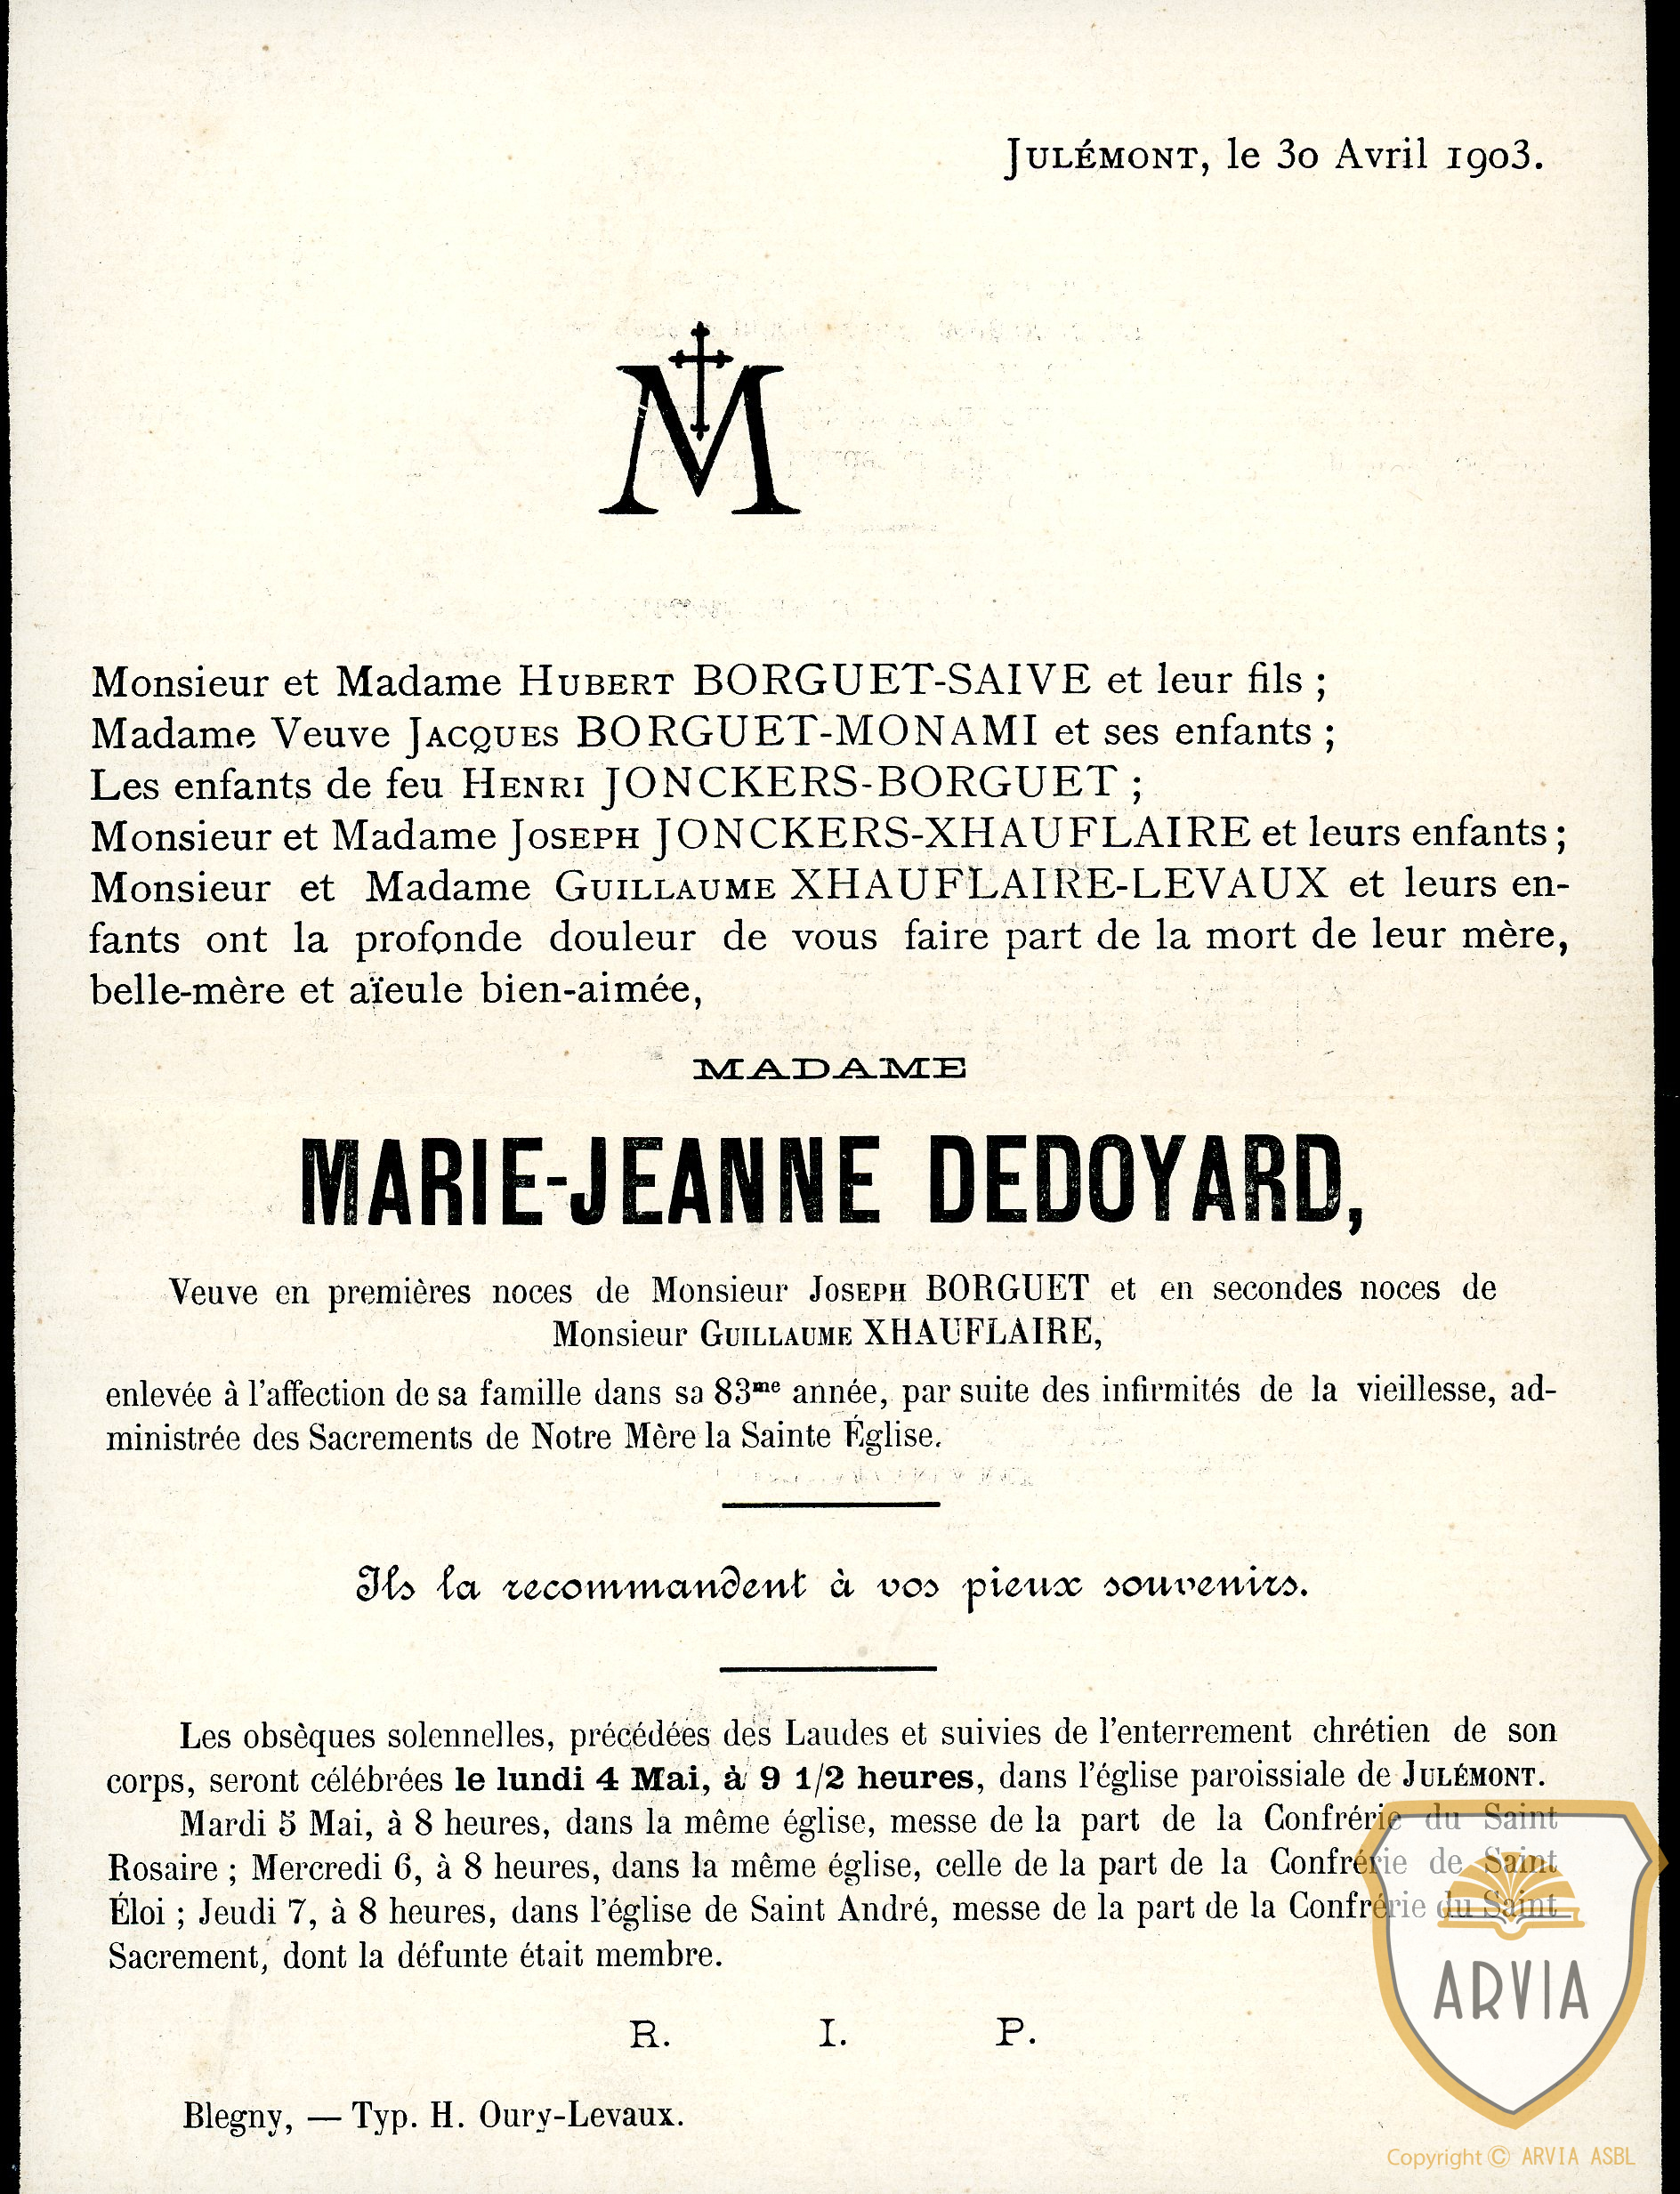 JULÉMONT, le 30 Avril 1903.
M
Monsieur et Madame HUBERT BORGUET-SAIVE et leur fils ;
Madame Veuve JACQUES BORGUET-MONAMI et ses enfants ;
Les enfants de feu HENRI JONCKERS-BORGUET ;
Monsieur et Madame JOSEPH JONCKERS-XHAUFLAIRE et leurs enfants ;
Monsieur et Madame GUILLAUME XHAUFLAIRE-LEVAUX et leurs en-
fants ont la profonde douleur de vous faire part de la mort de leur mère,
belle-mère et aïeule bien-aimée,
MADAME
MARIE-JEANNE DEDOYARD,
Veuve en premières noces de Monsieur JOSEPH BORGUET et en secondes noces de
Monsieur GUILLAUME XHAUFLAIRE,
enlevée à l'affection de sa famille dans sa 83me année, par suite des infirmités de la vieillesse, ad-
ministrée des Sacrements de Notre Mère la Sainte Église.
Ils la recommandent à vos pieux souvenirs.
Les obsèques solennelles, précédées des Laudes et suivies de l'enterrement chrétien de son
corps, seront célébrées le lundi 4 Mai, à 9 1/2 heures, dans l'église paroissiale de JULÉMONT.
Mardi 5 Mai, à 8 heures, dans la même église, messe de la part de la Confrérie du Saint
Rosaire ; Mercredi 6, à 8 heures, dans la même église, celle de la part de la Confrérie de Saint
Éloi ; Jeudi 7, à 8 heures, dans l'église de Saint André, messe de la part de la Confrérie du Saint
Sacrement, dont la défunte était membre.
R. I. P.
Blegny, — Typ. H. Oury-Levaux.
ARVIA
Copyright © ARVIA ASBL